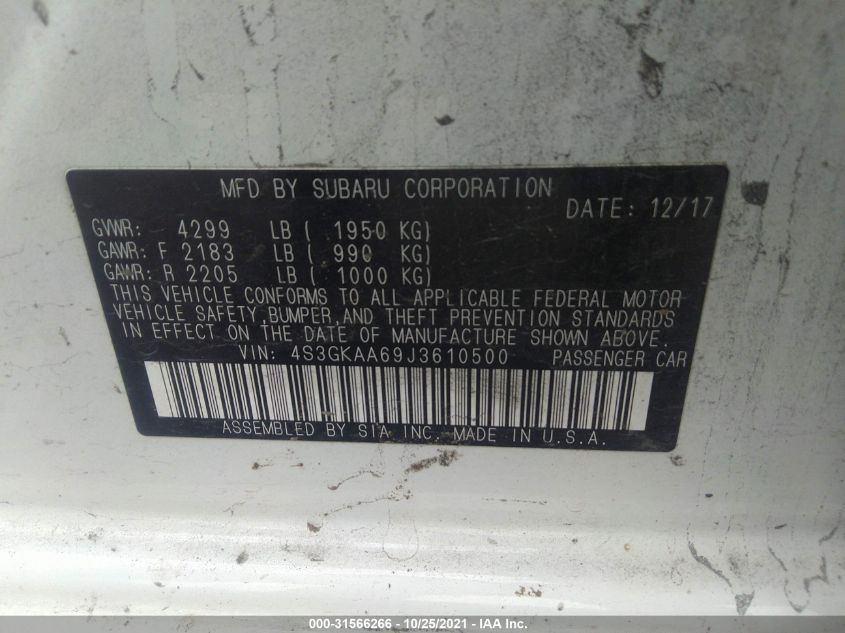 MFD BY SUBARU CORPORATION
DATE: 12/17
GVWR: 4299 LB ( 1950 KG)
GAWR: F 2183 LB ( 990 KG)
GAWR: R 2205 LB ( 1000 KG)
THIS VEHICLE CONFORMS TO ALL APPLICABLE FEDERAL MOTOR
VEHICLE SAFETY, BUMPER, AND THEFT PREVENTION STANDARDS
IN EFFECT ON THE DATE OF MANUFACTURE SHOWN ABOVE.
VIN: 4S3GKAA69J3610500 PASSENGER CAR
ASSEMBLED BY SIA INC. MADE IN U.S.A.
000-31566266 - 10/25/2021 - IAA Inc.